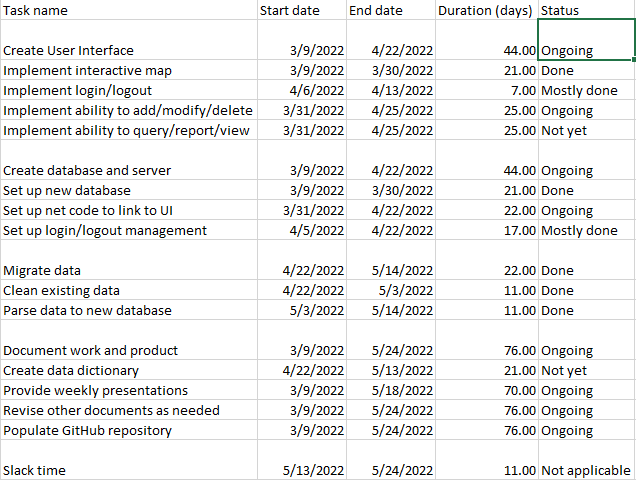 Task name Start date End date Duration (days) Status
Create User Interface 3/9/2022 4/22/2022 44.00 Ongoing
Implement interactive map 3/9/2022 3/30/2022 21.00 Done
Implement login/logout 4/6/2022 4/13/2022 7.00 Mostly done
Implement ability to add/modify/delete 3/31/2022 4/25/2022 25.00 Ongoing
Implement ability to query/report/view 3/31/2022 4/25/2022 25.00 Not yet
Create database and server 3/9/2022 4/22/2022 44.00 Ongoing
Set up new database 3/9/2022 3/30/2022 21.00 Done
Set up net code to link to UI 3/31/2022 4/22/2022 22.00 Ongoing
Set up login/logout management 4/5/2022 4/22/2022 17.00 Mostly done
Migrate data 4/22/2022 5/14/2022 22.00 Done
Clean existing data 4/22/2022 5/3/2022 11.00 Done
Parse data to new database 5/3/2022 5/14/2022 11.00 Done
Document work and product 3/9/2022 5/24/2022 76.00 Ongoing
Create data dictionary 4/22/2022 5/13/2022 21.00 Not yet
Provide weekly presentations 3/9/2022 5/18/2022 70.00 Ongoing
Revise other documents as needed 3/9/2022 5/24/2022 76.00 Ongoing
Populate GitHub repository 3/9/2022 5/24/2022 76.00 Ongoing
Slack time 5/13/2022 5/24/2022 11.00 Not applicable